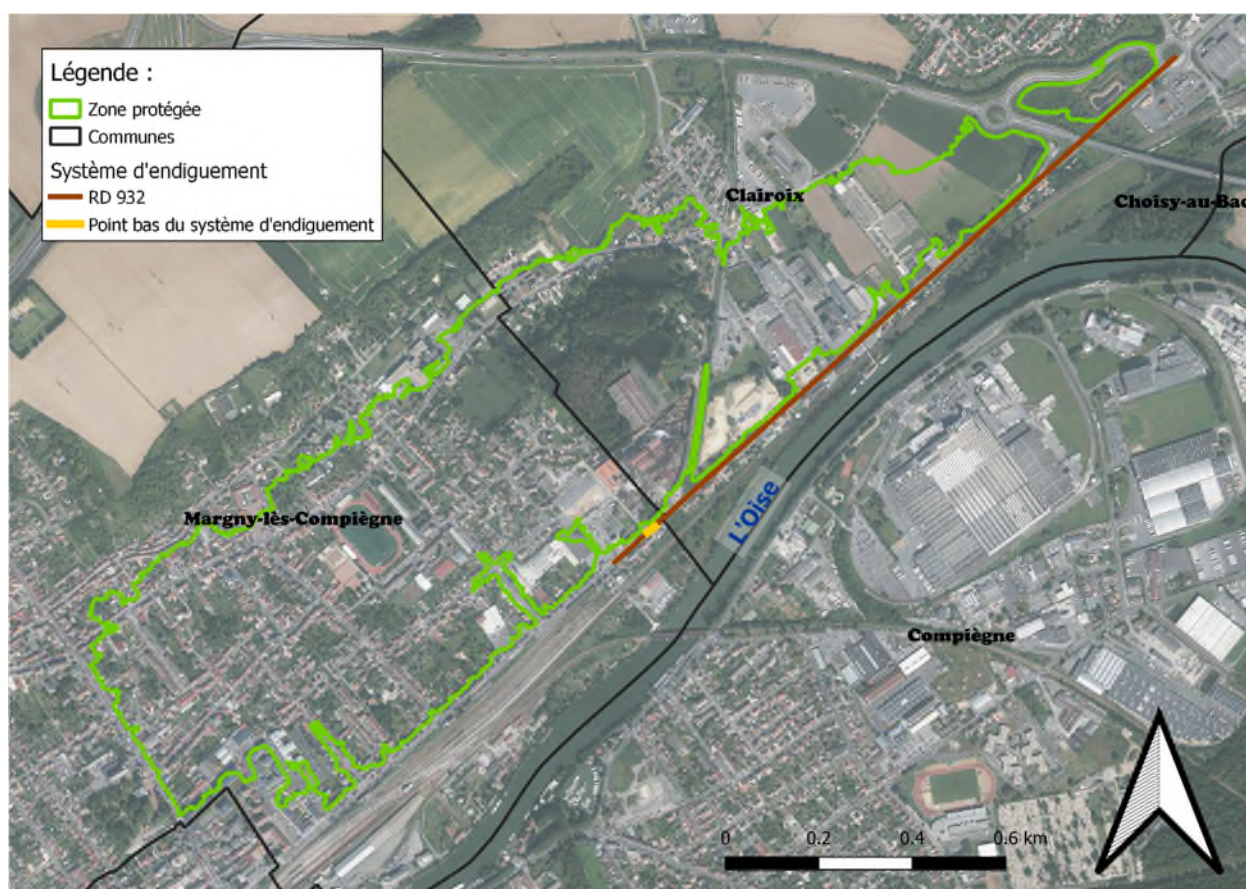 Légende :
Zone protégée
Communes
Système d'endiguement
RD 932
Point bas du système d'endiguement
Clairoix
Choisy-au-Bac
L'Oise
Margny-lès-Compiègne
Compiègne
0 0.2 0.4 0.6 km